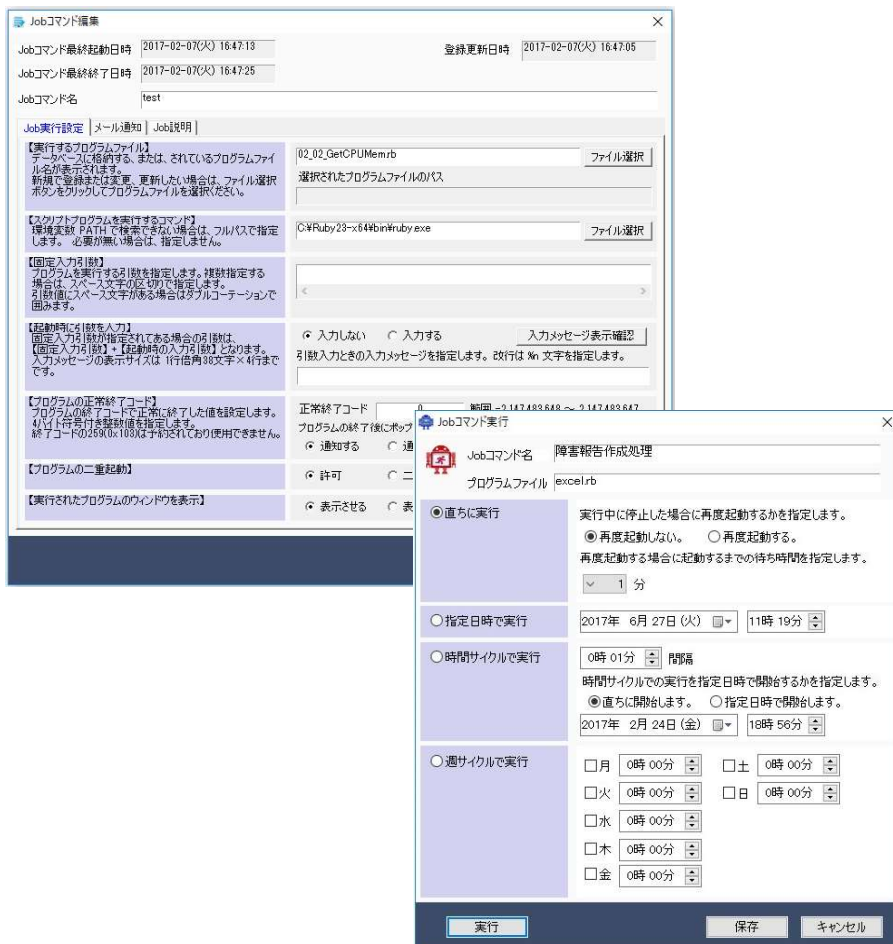 Jobコマンド編集
Jobコマンド最終起動日時 2017-02-07(火) 16:47:13 登録更新日時 2017-02-07(火) 16:47:05
Jobコマンド最終終了日時 2017-02-07(火) 16:47:25
Jobコマンド名 test
Job実行設定 メール通知 Job説明
【実行するプログラムファイル】
データベースに格納する、または、されているプログラムファイ
ル名が表示されます。
新規で登録または変更、更新したい場合は、ファイル選択
ボタンをクリックしてプログラムファイルを選択ください。
02_02_GetCPUMem.rb ファイル選択
選択されたプログラムファイルのパス
【スクリプトプログラムを実行するコマンド】
環境変数 PATH で検索できない場合は、フルパスで指定
します。 必要が無い場合は、指定しません。
C:¥Ruby23-x64¥bin¥ruby.exe ファイル選択
【固定入力引数】
プログラムを実行する引数を指定します。複数指定する
場合は、スペース文字の区切りで指定します。
引数値にスペース文字がある場合はダブルコーテーションで
囲みます。
【起動時に引数を入力】
固定入力引数が指定されてある場合の引数は、
【固定入力引数】+【起動時の入力引数】となります。
入力メッセージの表示サイズは 1行倍角38文字×4行まで
です。
入力しない 入力する 入力メッセージ表示確認
引数入力ときの入力メッセージを指定します。改行は ¥n 文字を指定します。
【プログラムの正常終了コード】
プログラムの終了コードで正常に終了した値を設定します。
4バイト符号付き整数値を指定します。
終了コードの259(0x103)は予約されており使用できません。
正常終了コード 0 範囲 -2,147,483,648 ~ 2,147,483,647
プログラムの終了後にポップ
通知する 通
【プログラムの二重起動】
許可 二
【実行されたプログラムのウィンドウを表示】
表示させる 表
Jobコマンド実行
Jobコマンド名 障害報告作成処理
プログラムファイル excel.rb
直ちに実行
実行中に停止した場合に再度起動するかを指定します。
再度起動しない。 再度起動する。
再度起動する場合に起動するまでの待ち時間を指定します。
1 分
指定日時で実行 2017年 6月 27日 (火) 11時 19分
時間サイクルで実行 0時 01分 間隔
時間サイクルでの実行を指定日時で開始するかを指定します。
直ちに開始します。 指定日時で開始します。
2017年 2月 24日 (金) 18時 56分
週サイクルで実行
月 0時 00分 土 0時 00分
火 0時 00分 日 0時 00分
水 0時 00分
木 0時 00分
金 0時 00分
実行 保存 キャンセル